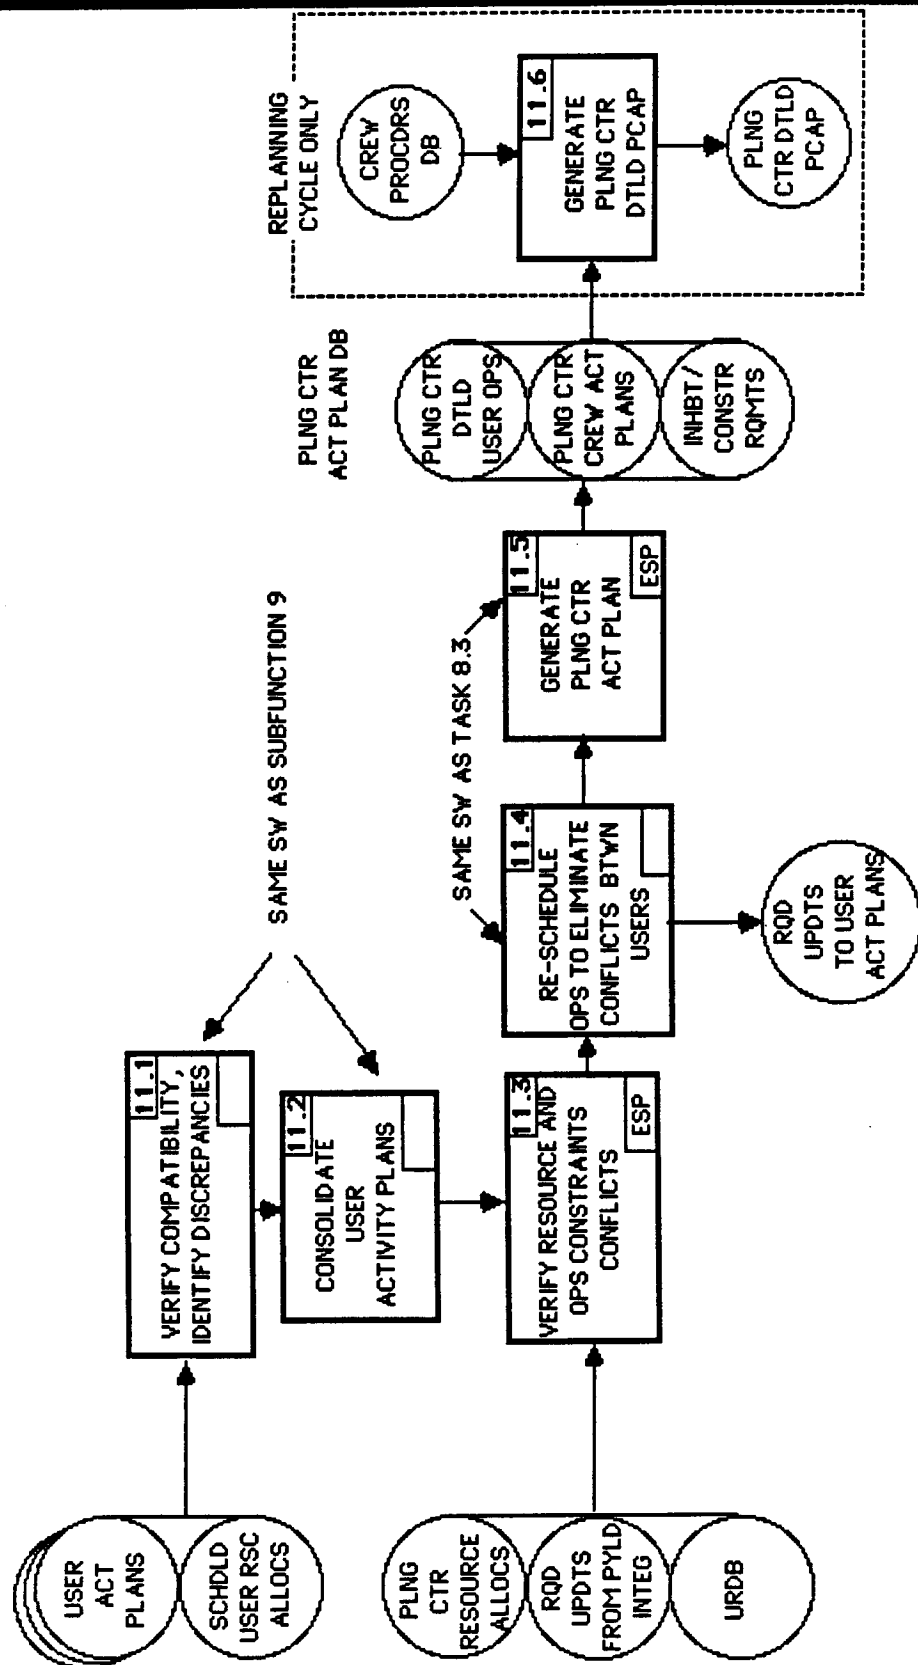 USER
ACT
PLANS
SCHDLD
USER RSC
ALLOCS
11.1
VERIFY COMPATIBILITY,
IDENTIFY DISCREPANCIES
11.2
CONSOLIDATE
USER
ACTIVITY PLANS
SAME SW AS SUBFUNCTION 9
PLNG
CTR
RESOURCE
ALLOCS
RQD
UPDTS
FROM PYLD
INTEG
URDB
11.3
VERIFY RESOURCE AND
OPS CONSTRAINTS
CONFLICTS
ESP
11.4
RE-SCHEDULE
OPS TO ELIMINATE
CONFLICTS BTWN
USERS
SAME SW AS TASK 8.3
RQD
UPDTS
TO USER
ACT PLANS
11.5
GENERATE
PLNG CTR
ACT PLAN
ESP
PLNG CTR
ACT PLAN DB
PLNG CTR
DTLD
USER OPS
PLNG CTR
CREW ACT
PLANS
INHBT/
CONSTR
RQMTS
REPLANNING
CYCLE ONLY
CREW
PROCDRS
DB
11.6
GENERATE
PLNG CTR
DTLD PCAP
PLNG
CTR DTLD
PCAP